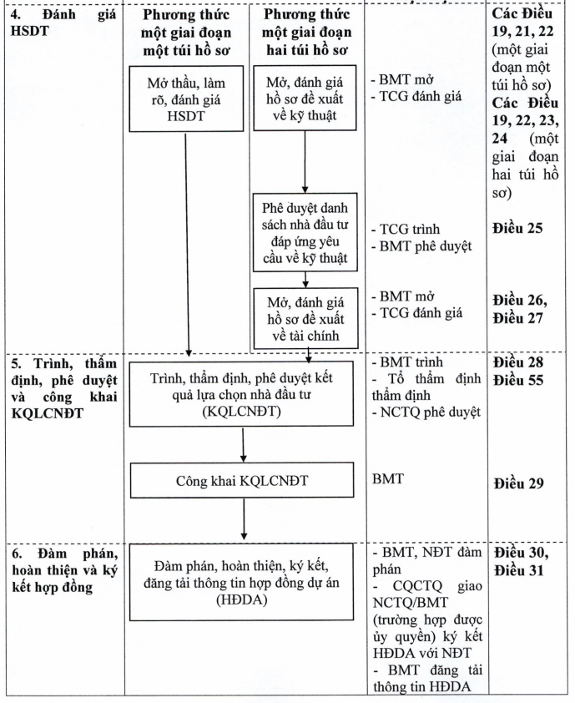 4. Đánh giá
HSDT
Phương thức
một giai đoạn
một túi hồ sơ
Phương thức
một giai đoạn
hai túi hồ sơ
Mở thầu, làm
rõ, đánh giá
HSDT
Mở, đánh giá
hồ sơ đề xuất
về kỹ thuật
- BMT mở
- TCG đánh giá
Các Điều
19, 21, 22
(một giai
đoạn một
túi hồ sơ)
Các Điều
19, 22, 23,
24 (một
giai đoạn
hai túi hồ
sơ)
Phê duyệt danh
sách nhà đầu tư
đáp ứng yêu
cầu về kỹ thuật
- TCG trình
- BMT phê duyệt
Điều 25
Mở, đánh giá
hồ sơ đề xuất
về tài chính
- BMT mở
- TCG đánh giá
Điều 26,
Điều 27
5. Trình, thẩm
định, phê duyệt
và công khai
KQLCNĐT
Trình, thẩm định, phê duyệt kết
quả lựa chọn nhà đầu tư
(KQLCNĐT)
- BMT trình
- Tổ thẩm định
thẩm định
- NCTQ phê duyệt
Điều 28
Điều 55
Công khai KQLCNĐT
BMT
Điều 29
6. Đàm phán,
hoàn thiện và ký
kết hợp đồng
Đàm phán, hoàn thiện, ký kết,
đăng tải thông tin hợp đồng dự án
(HĐDA)
- BMT, NĐT đàm
phán
- CQCTQ giao
NCTQ/BMT
(trường hợp được
ủy quyền) ký kết
HĐDA với NĐT
- BMT đăng tải
thông tin HĐDA
Điều 30,
Điều 31